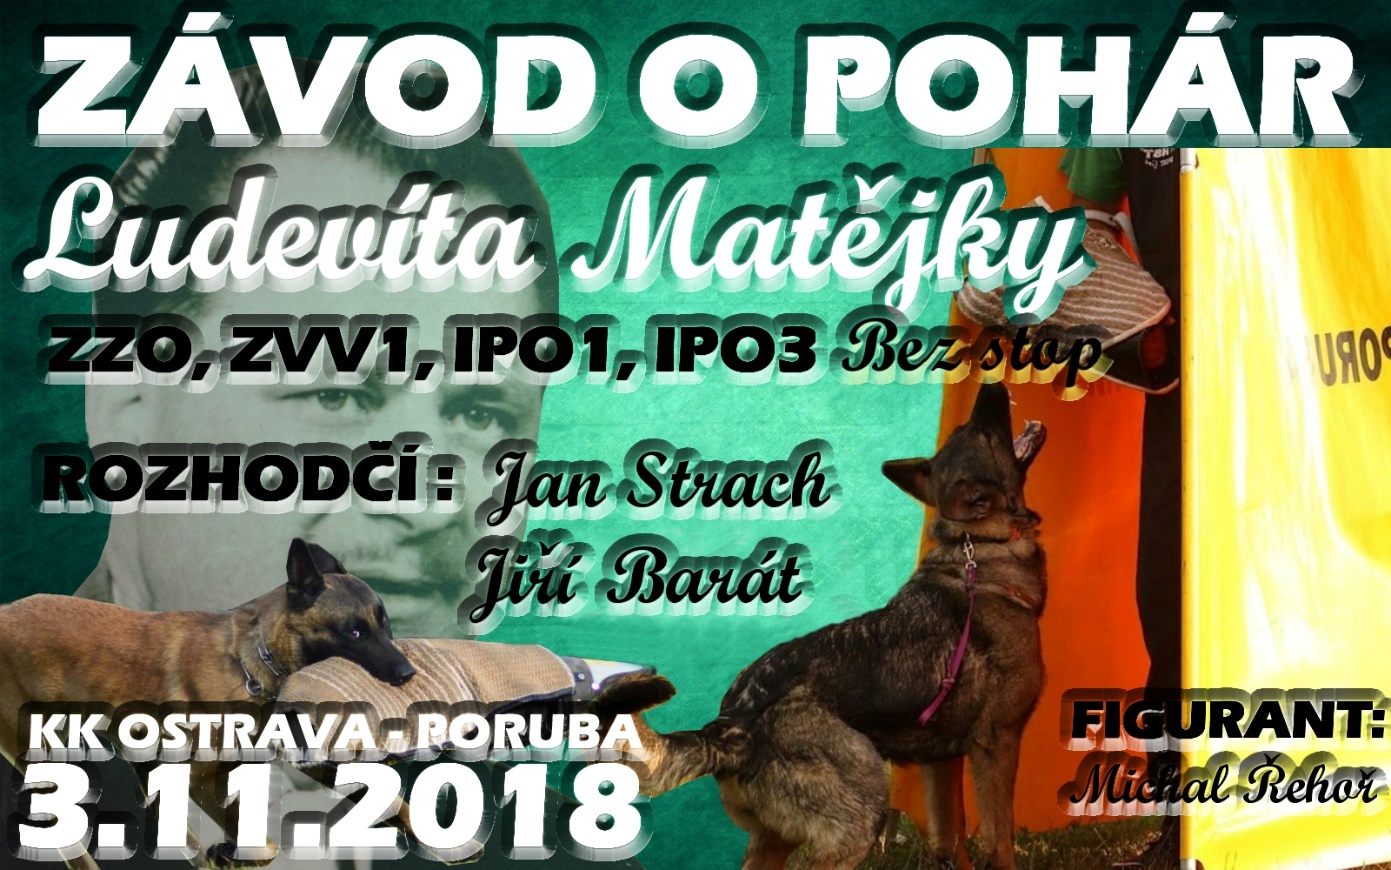 ZÁVOD O POHÁR
Ludevíta Matějky
ZZO, ZVV1, IPO1, IPO3 Bez stop
ROZHODČÍ : Jan Strach
Jiří Barát
KK OSTRAVA - PORUBA
3.11.2018
FIGURANT:
Michal Řehoř